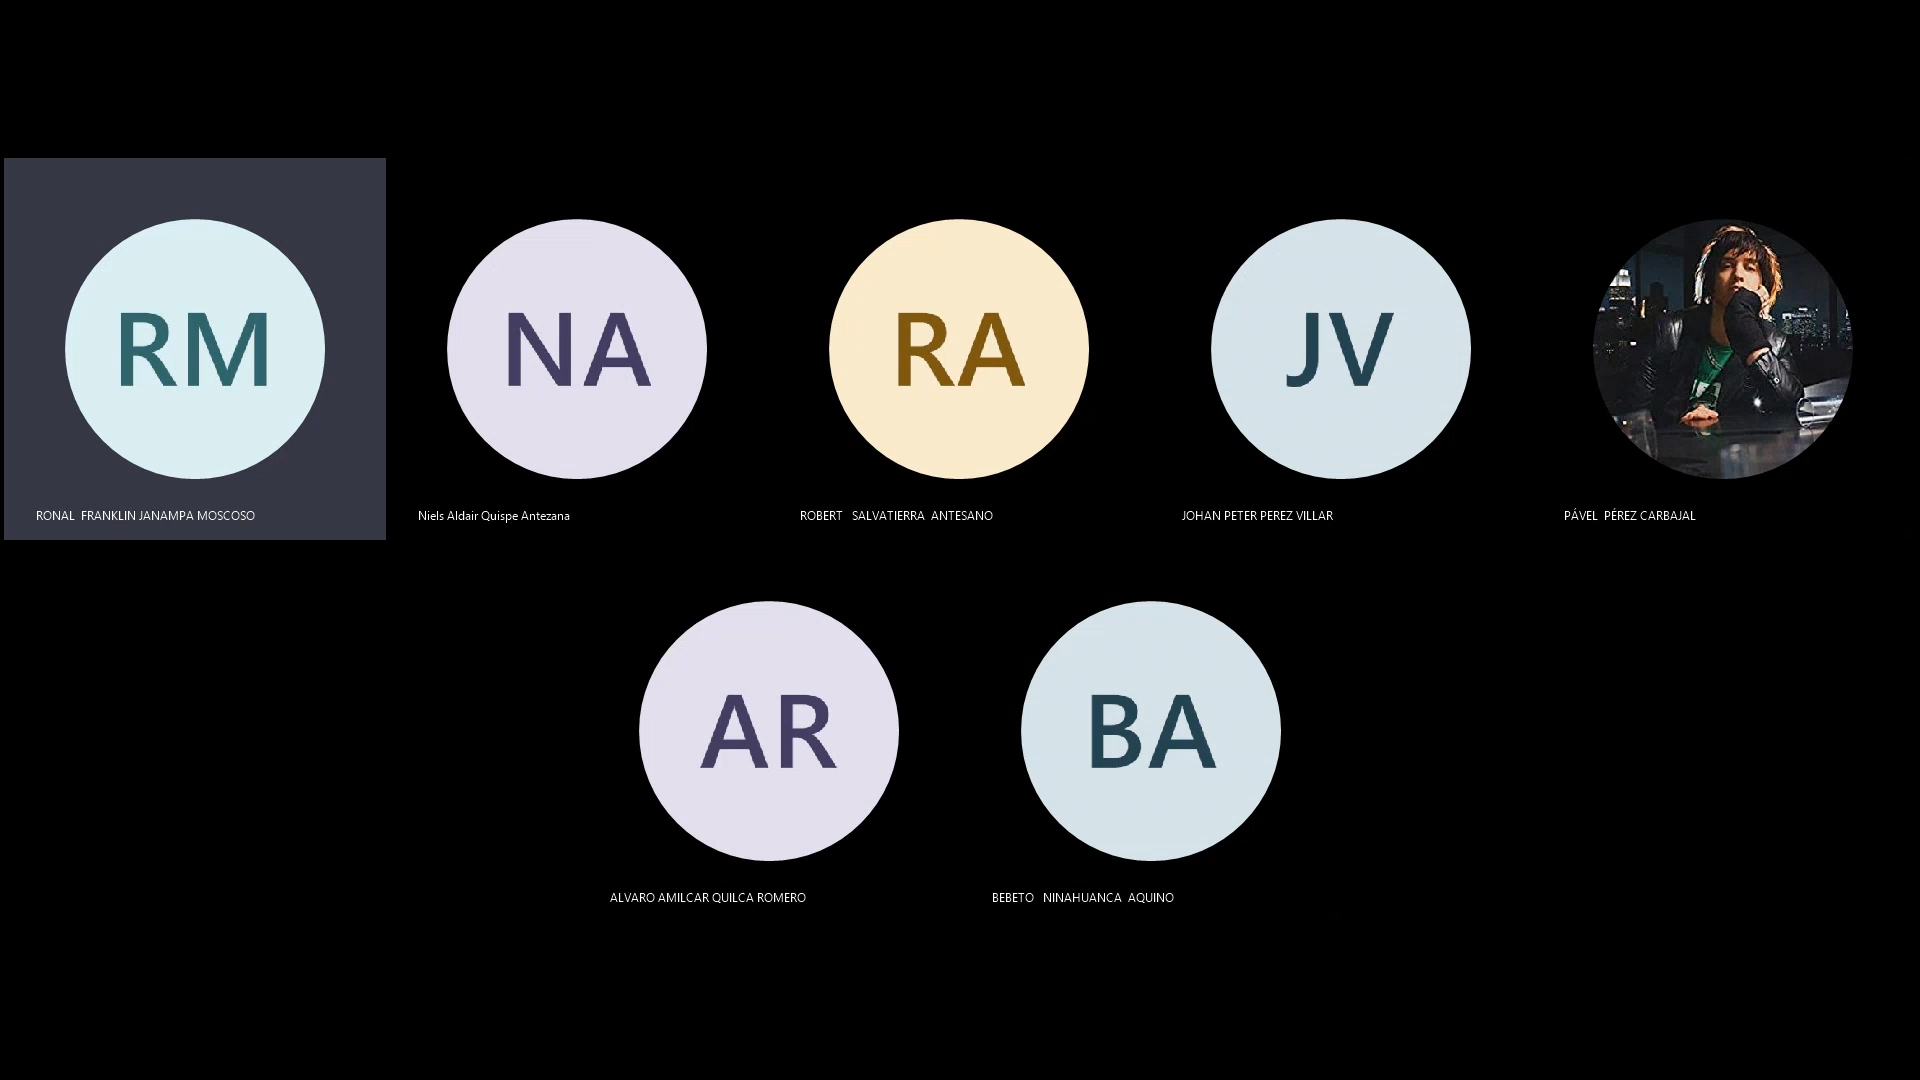 RM
NA
RA
JV
RONAL FRANKLIN JANAMPA MOSCOSO
Niels Aldair Quispe Antezana
ROBERT SALVATIERRA ANTESANO
JOHAN PETER PEREZ VILLAR
PÁVEL PÉREZ CARBAJAL
AR
BA
ALVARO AMILCAR QUILCA ROMERO
BEBETO NINAHUANCA AQUINO